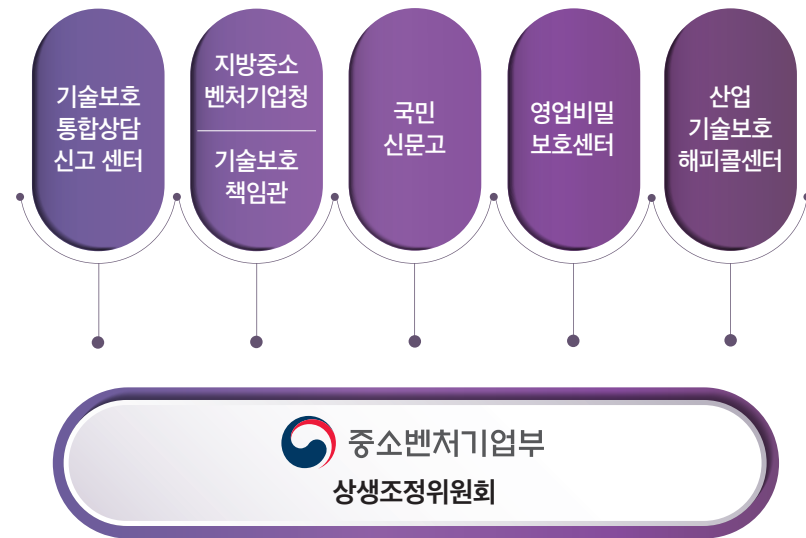 기술보호
통합상담
신고 센터
지방중소
벤처기업청
기술보호
책임관
국민
신문고
영업비밀
보호센터
산업
기술보호
해피콜센터
중소벤처기업부
상생조정위원회